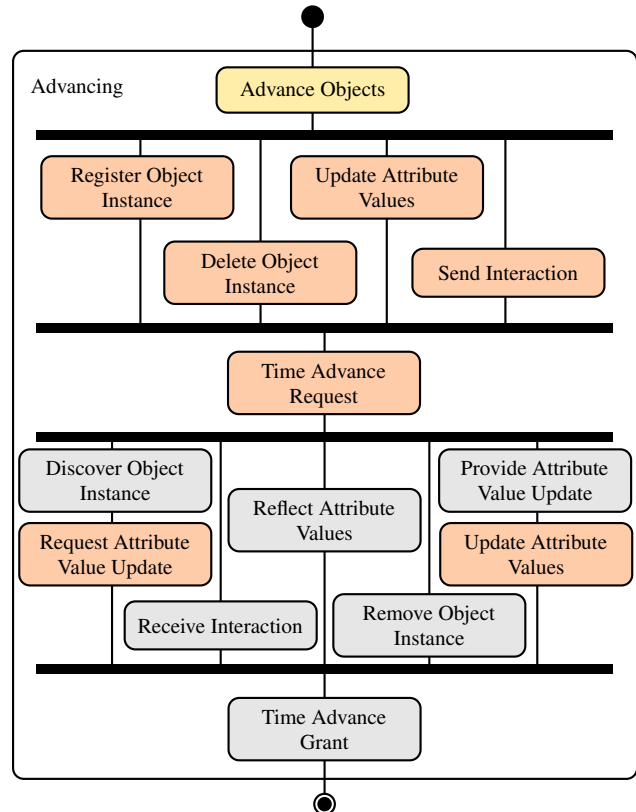 Advancing
Advance Objects
Register Object
Instance
Update Attribute
Values
Delete Object
Instance
Send Interaction
Time Advance
Request
Discover Object
Instance
Provide Attribute
Value Update
Reflect Attribute
Values
Request Attribute
Value Update
Update Attribute
Values
Receive Interaction
Remove Object
Instance
Time Advance
Grant